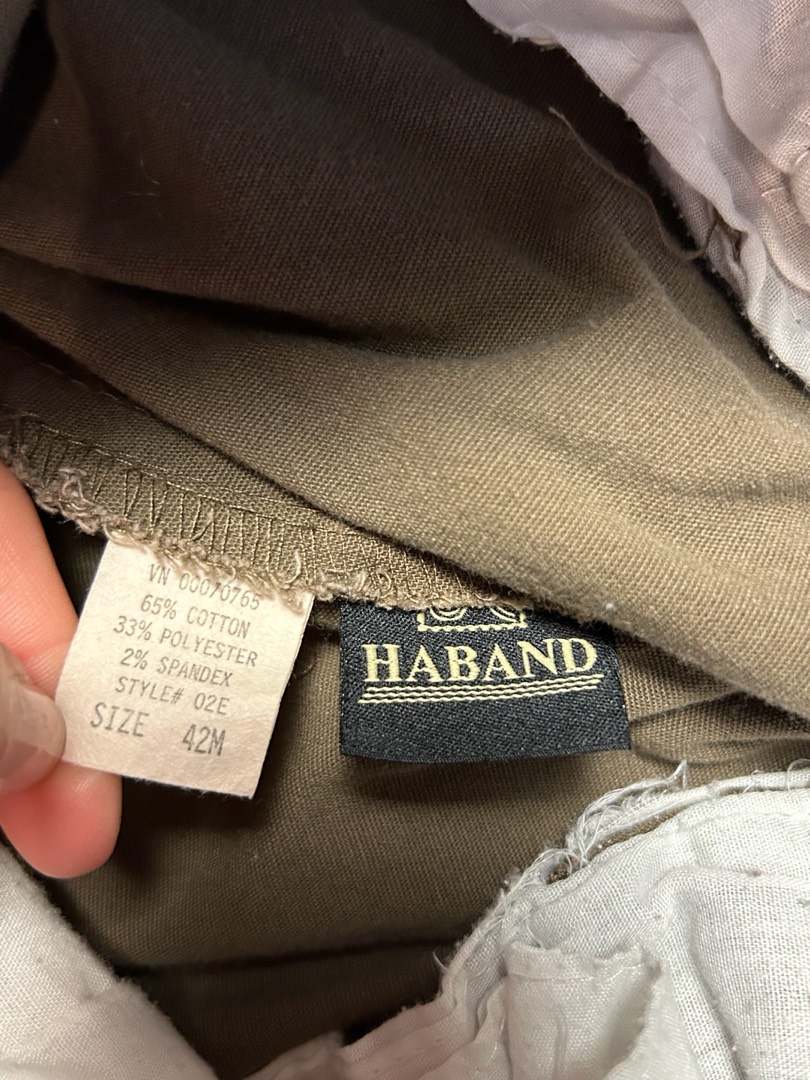 VN 00070765
65% COTTON
33% POLYESTER
2% SPANDEX
STYLE# 02E
SIZE 42M
HABAND